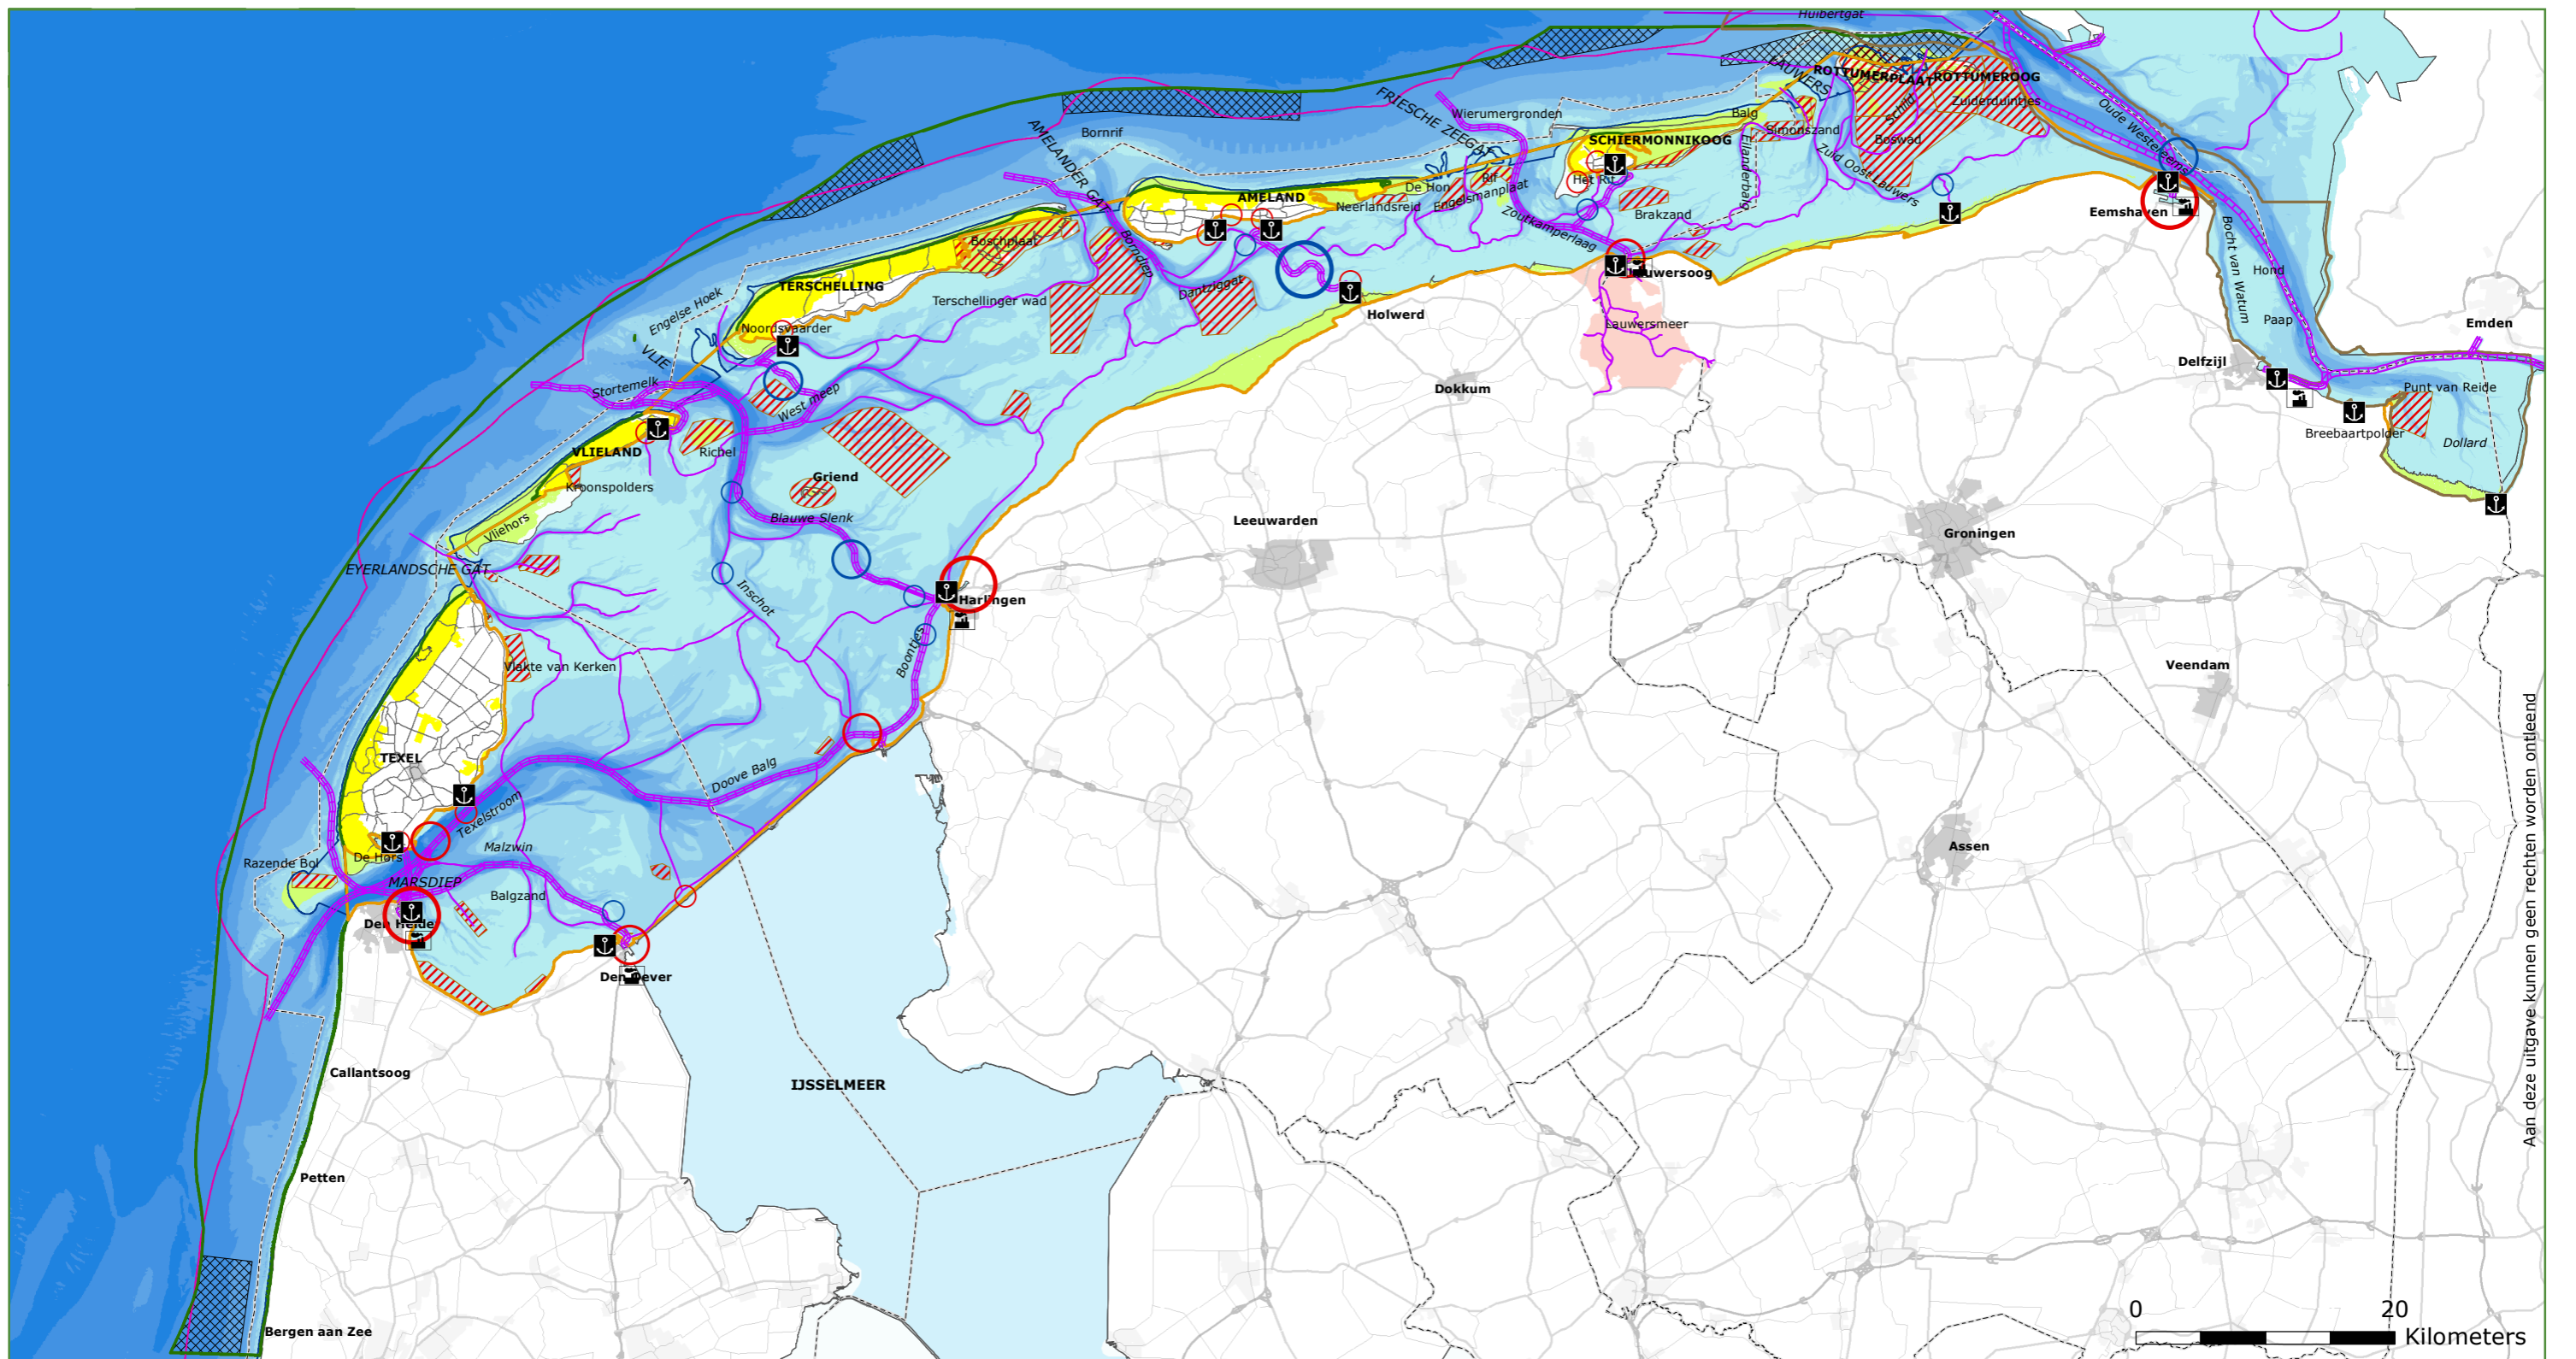 Huibertgat
LAUWERS
ROTTUMERPLAAT
ROTTUMEROOG
Schild
Zuiderduintjes
Oude Westereems
FRIESCHE ZEEGAT
Wierumergronden
Balg
Simonszand
Boswad
AMELANDER GAT
Bornrif
SCHIERMONNIKOOG
Eilanderbalg
Zuid Oost Lauwers
Het Rif
Rif
De Hon
AMELAND
Engelsmanplaat
Neerlandsreid
Brakzand
Eemshaven
Zoutkamperlaag
Boschplaat
Borndiep
Bocht van Watum
Hond
TERSCHELLING
Terschellinger wad
Dantziggat
Lauwersoog
Engelse Hoek
Noordsvaarder
Holwerd
Lauwersmeer
Paap
Emden
VLIE
Delfzijl
Stortemelk
West meep
Dokkum
Punt van Reide
Breebaartpolder
Dollard
VLIELAND
Richel
Griend
Kroonspolders
Blauwe Slenk
Vliehors
Leeuwarden
Groningen
EYERLANDSCHE GAT
Inschot
Harlingen
Boontjes
Vlakte van Kerken
Veendam
TEXEL
Doove Balg
Texelstroom
Malzwin
Razende Bol
De Hors
MARSDIEP
Balgzand
Assen
Den Helder
Den Oever
Callantsoog
IJSSELMEER
Petten
Bergen aan Zee
Aan deze uitgave kunnen geen rechten worden ontleend
0 20
Kilometers